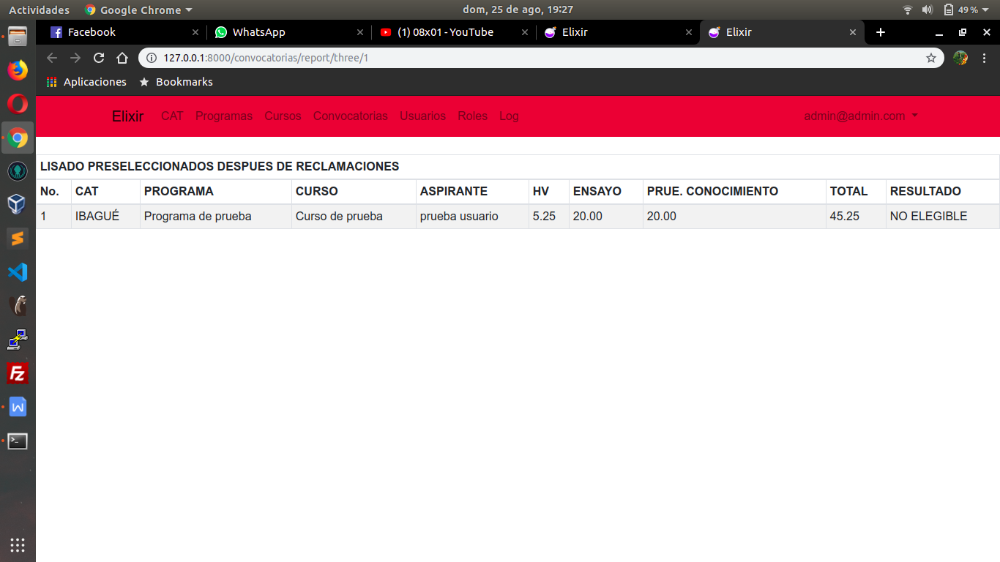 Actividades Google Chrome dom, 25 de ago, 19:27 49 %
Facebook WhatsApp (1) 08x01 - YouTube Elixir Elixir
127.0.0.1:8000/convocatorias/report/three/1
Aplicaciones Bookmarks
Elixir CAT Programas Cursos Convocatorias Usuarios Roles Log admin@admin.com
LISADO PRESELECCIONADOS DESPUES DE RECLAMACIONES
No. CAT PROGRAMA CURSO ASPIRANTE HV ENSAYO PRUE. CONOCIMIENTO TOTAL RESULTADO
1 IBAGUÉ Programa de prueba Curso de prueba prueba usuario 5.25 20.00 20.00 45.25 NO ELEGIBLE